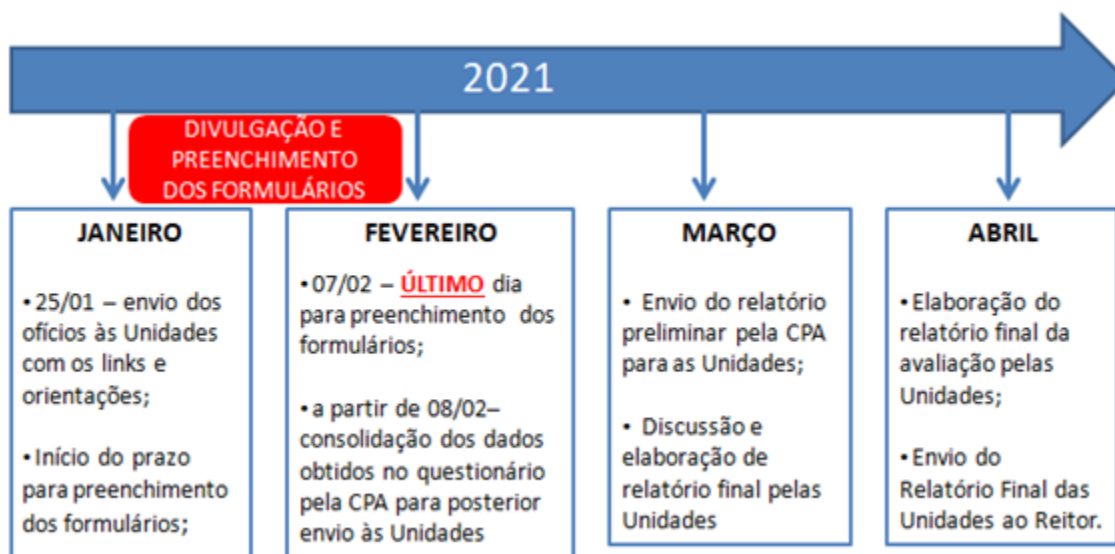 2021
DIVULGAÇÃO E
PREENCHIMENTO
DOS FORMULÁRIOS
JANEIRO
•25/01 – envio dos
ofícios às Unidades
com os links e
orientações;
•Início do prazo
para preenchimento
dos formulários;
FEVEREIRO
•07/02 – ÚLTIMO dia
para preenchimento dos
formulários;
•a partir de 08/02–
consolidação dos dados
obtidos no questionário
pela CPA para posterior
envio às Unidades
MARÇO
• Envio do relatório
preliminar pela CPA
para as Unidades;
• Discussão e
elaboração de
relatório final pelas
Unidades
ABRIL
•Elaboração do
relatório final da
avaliação pelas
Unidades;
•Envio do
Relatório Final das
Unidades ao Reitor.